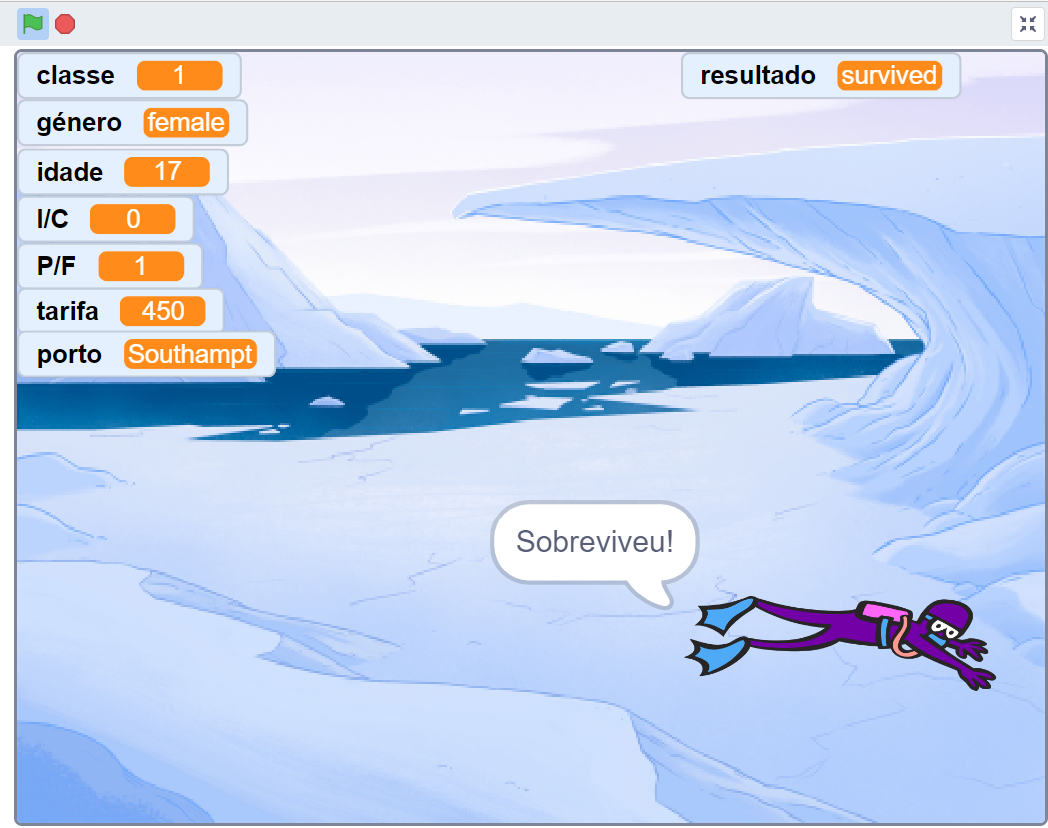 classe 1
resultado survived
género female
idade 17
I/C 0
P/F 1
tarifa 450
porto Southampt
Sobreviveu!